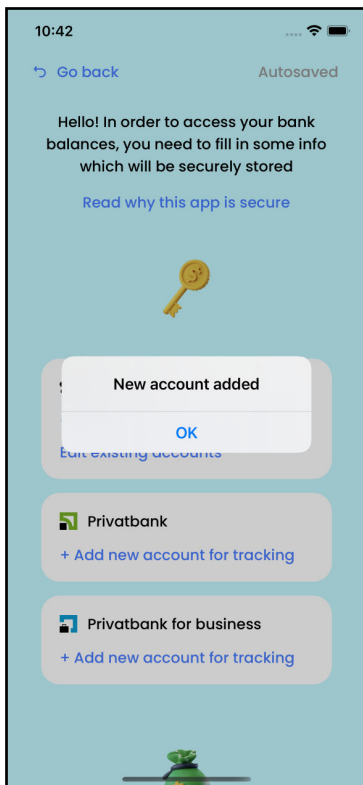 10:42
Go back
Autosaved
Hello! In order to access your bank
balances, you need to fill in some info
which will be securely stored
Read why this app is secure
New account added
OK
Edit existing accounts
Privatbank
+ Add new account for tracking
Privatbank for business
+ Add new account for tracking